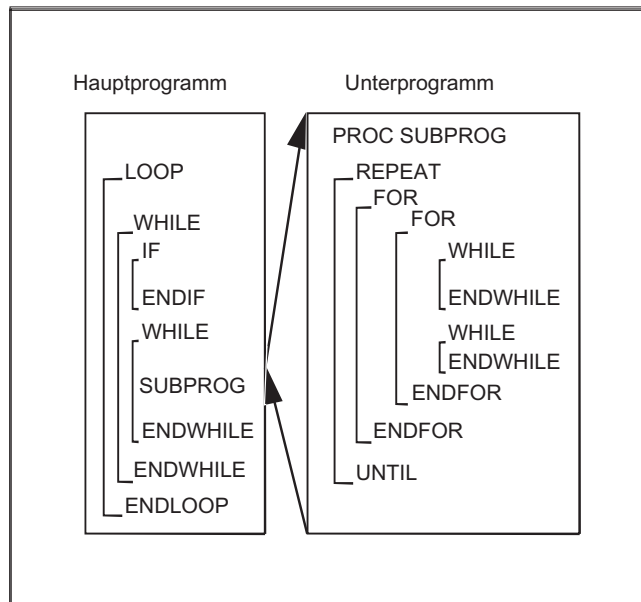 Hauptprogramm
LOOP
WHILE
IF
ENDIF
WHILE
SUBPROG
ENDWHILE
ENDWHILE
ENDLOOP
Unterprogramm
PROC SUBPROG
REPEAT
FOR
FOR
WHILE
ENDWHILE
WHILE
ENDWHILE
ENDFOR
ENDFOR
UNTIL